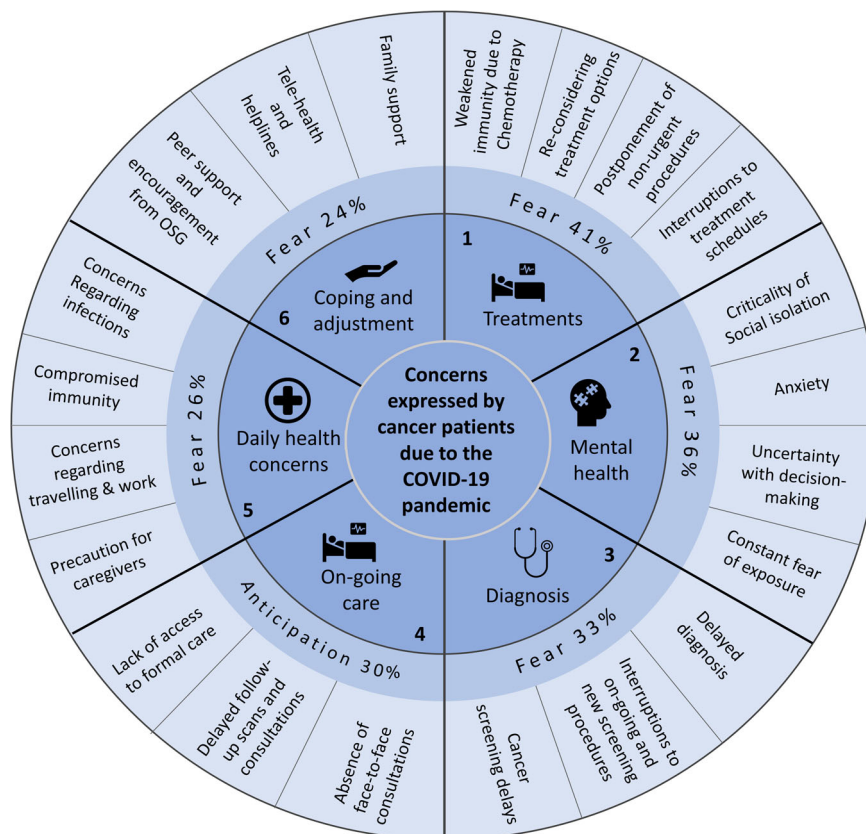 Concerns
expressed by
cancer patients
due to the
COVID-19
pandemic
1
Treatments
Fear 41%
Weakened
immunity due to
Chemotherapy
Re-considering
treatment options
Postponement of
non-urgent
procedures
Interruptions to
treatment
schedules
2
Mental
health
Fear 36%
Criticality of
Social isolation
Anxiety
Uncertainty
with decision-
making
Constant fear
of exposure
3
Diagnosis
Fear 33%
Delayed
diagnosis
Interruptions to
on-going and
new screening
procedures
Cancer
screening delays
4
On-going
care
Anticipation 30%
Absence of
face-to-face
consultations
Delayed follow-
up scans and
consultations
Lack of access
to formal care
5
Daily health
concerns
Fear 26%
Precaution for
caregivers
Concerns
regarding
travelling & work
Compromised
immunity
Concerns
Regarding
infections
6
Coping and
adjustment
Fear 24%
Peer support
and
encouragement
from OSG
Tele-health
and
helplines
Family support